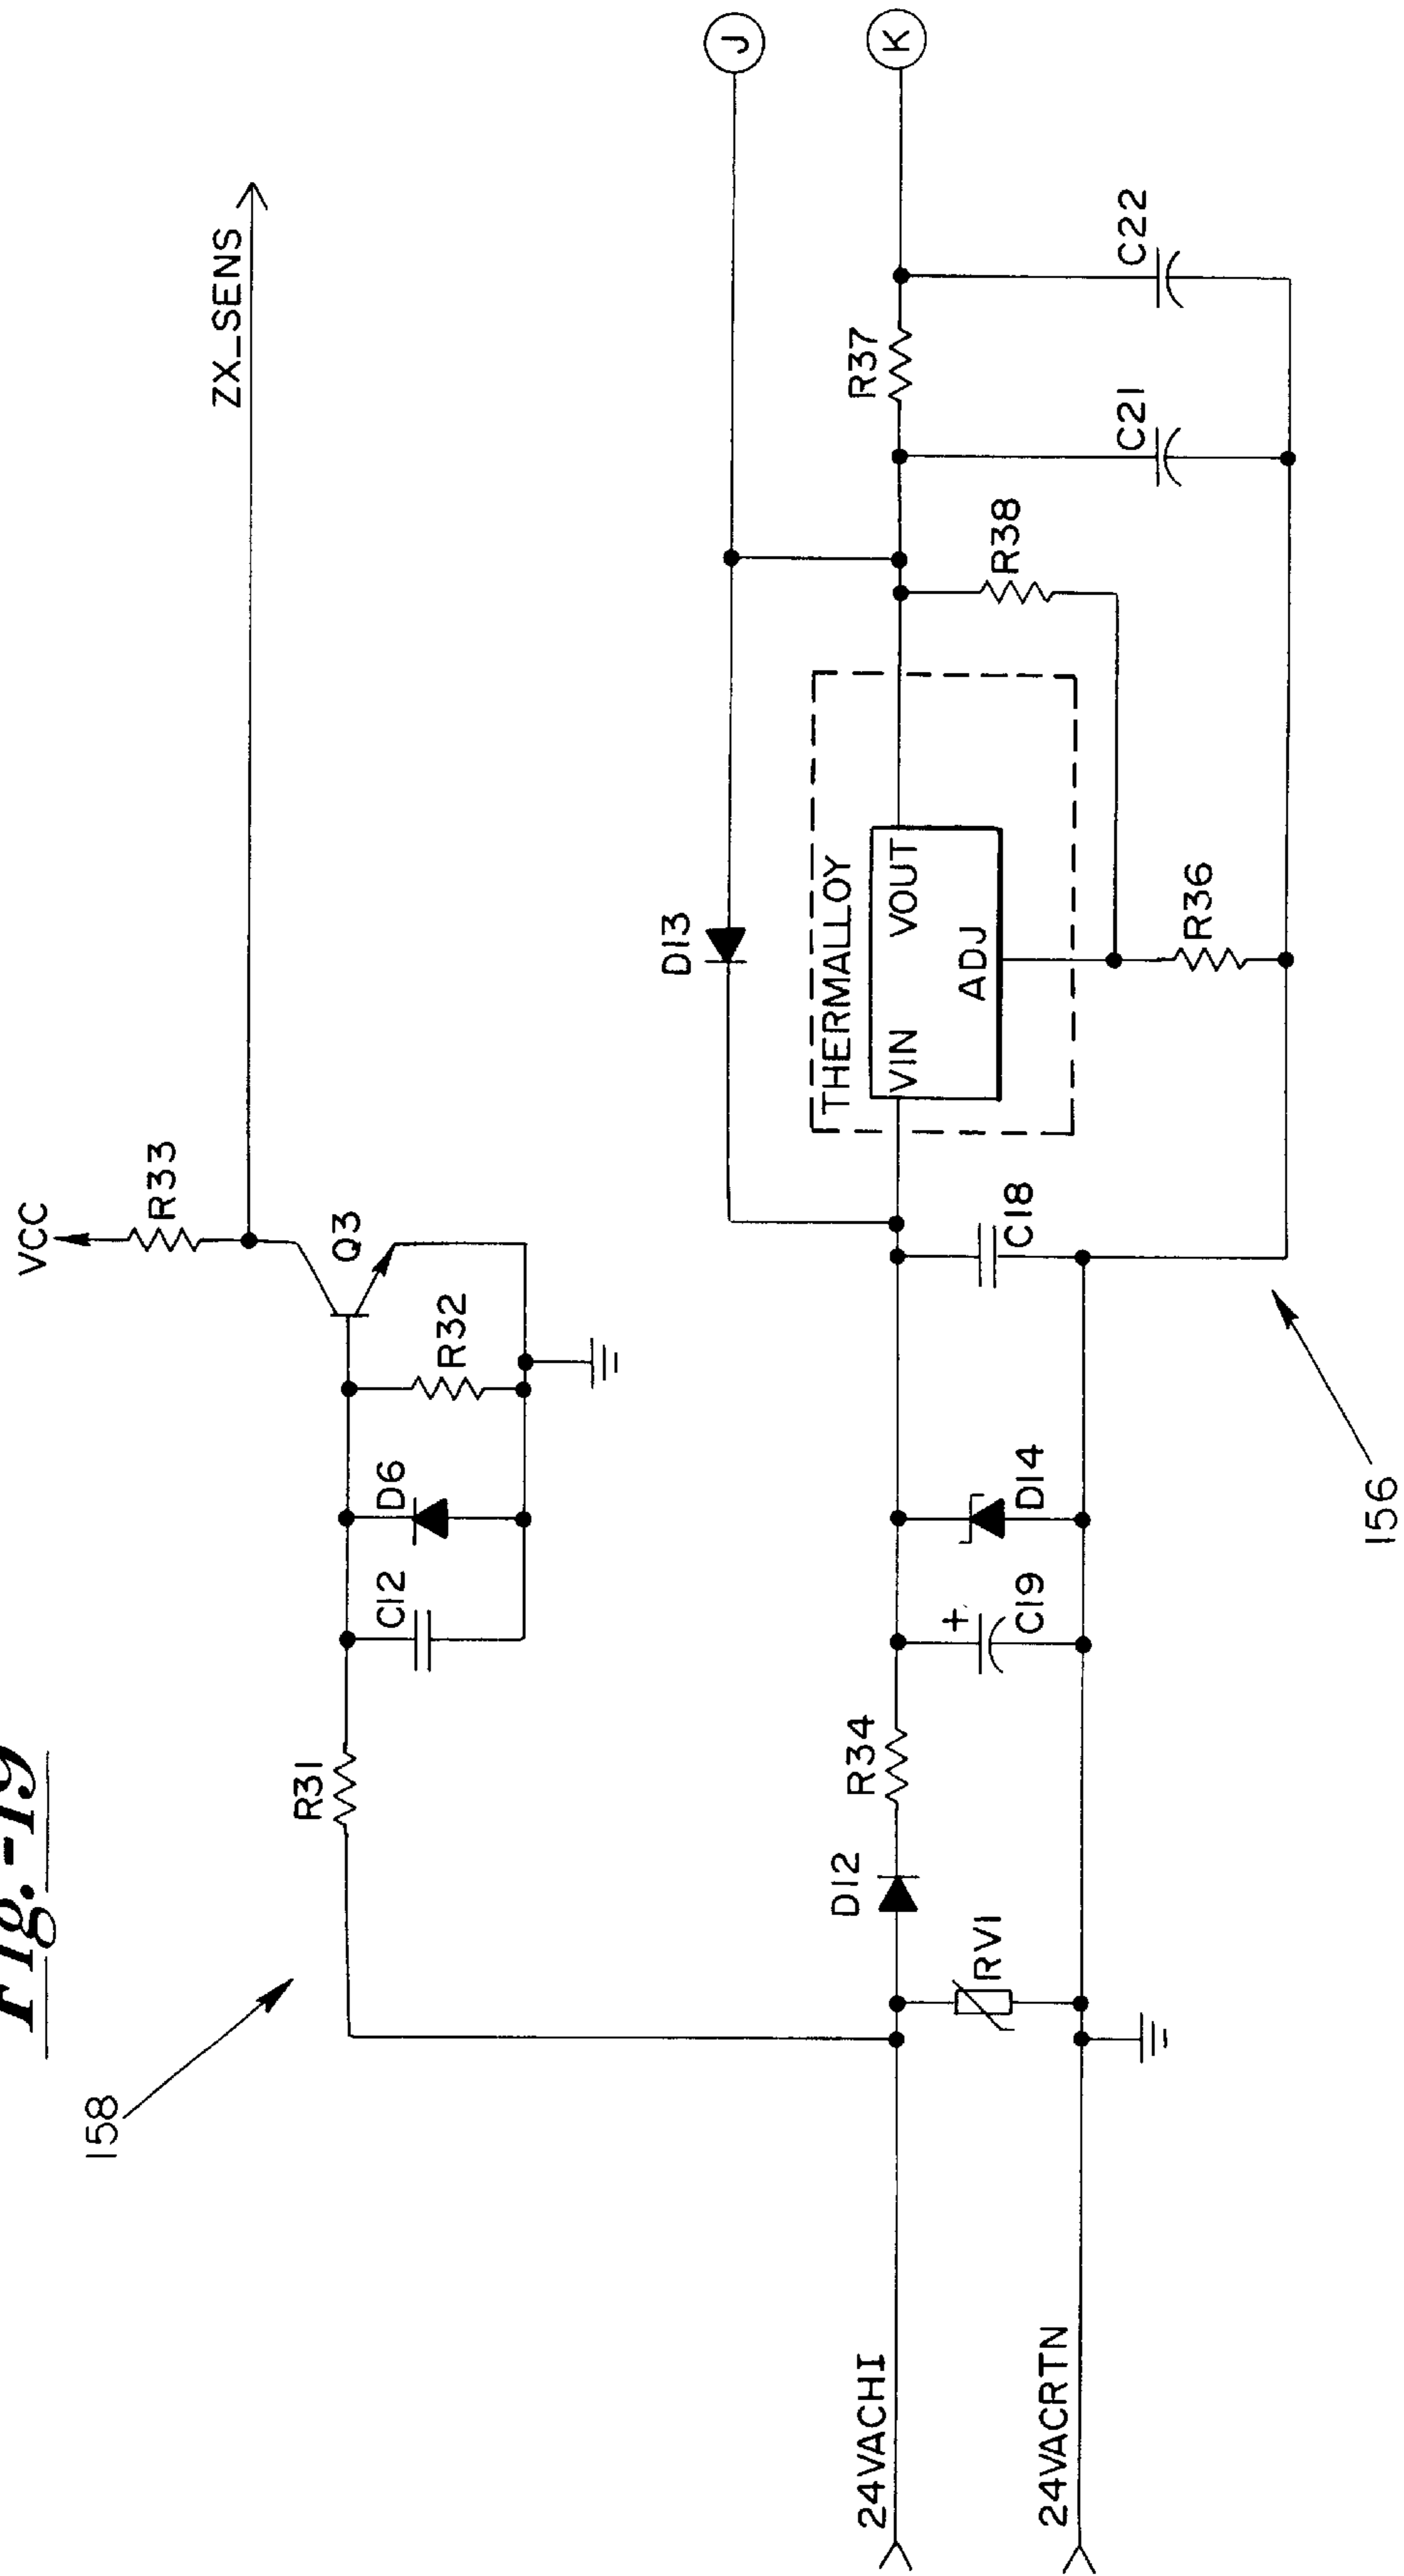 Fig.-19
158
VCC
R33
ZX_SENS
Q3
R31
C12
D6
R32
D13
J
K
THERMALLOY
VIN
VOUT
ADJ
R37
R38
C21
C22
R36
24VACHI
24VACRTN
D12
R34
RV1
+
C19
D14
C18
156